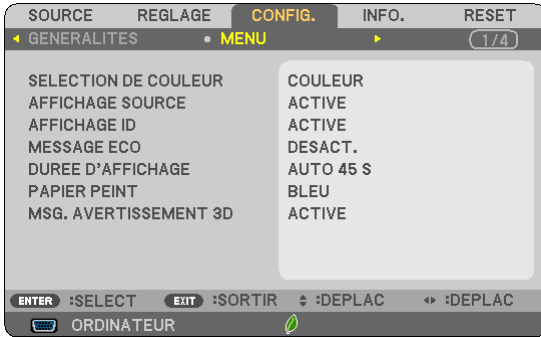 SOURCE REGLAGE CONFIG. INFO. RESET
GENERALITES • MENU 1/4
SELECTION DE COULEUR COULEUR
AFFICHAGE SOURCE ACTIVE
AFFICHAGE ID ACTIVE
MESSAGE ECO DESACT.
DUREE D'AFFICHAGE AUTO 45 S
PAPIER PEINT BLEU
MSG. AVERTISSEMENT 3D ACTIVE
ENTER :SELECT EXIT :SORTIR :DEPLAC :DEPLAC
ORDINATEUR